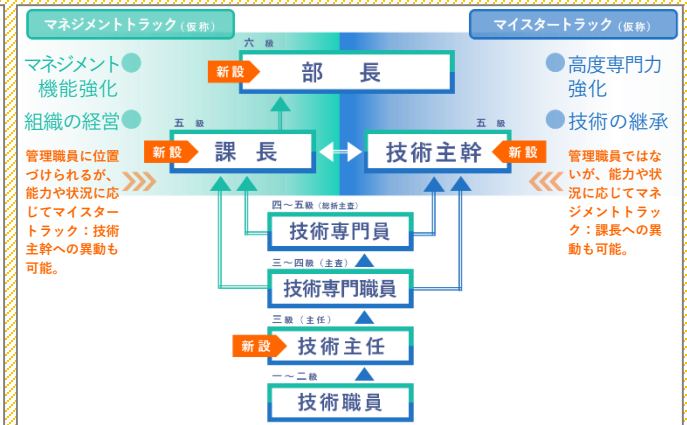 マネジメントトラック（仮称）
マイスタートラック（仮称）
六 級
新設
部 長
マネジメント
機能強化
組織の経営
高度専門力
強化
技術の継承
五 級
新設
課 長
五 級
技術主幹
新設
管理職員に位置
づけられるが、
能力や状況に応
じてマイスター
トラック：技術
主幹への異動も
可能。
管理職員ではな
いが、能力や状
況に応じてマネ
ジメントトラッ
ク：課長への異
動も可能。
四～五級（総括主査）
技術専門員
三～四級（主査）
技術専門職員
三級（主任）
新設
技術主任
一～二級
技術職員